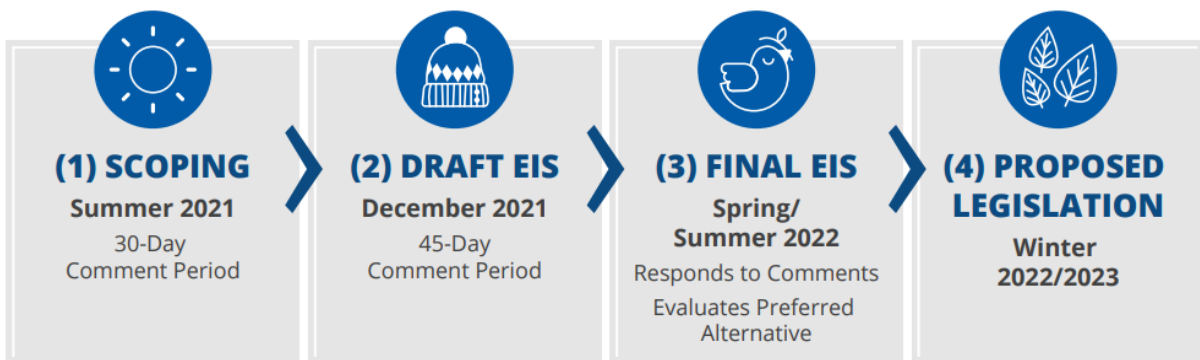 (1) SCOPING
Summer 2021
30-Day
Comment Period
(2) DRAFT EIS
December 2021
45-Day
Comment Period
(3) FINAL EIS
Spring/
Summer 2022
Responds to Comments
Evaluates Preferred
Alternative
(4) PROPOSED
LEGISLATION
Winter
2022/2023